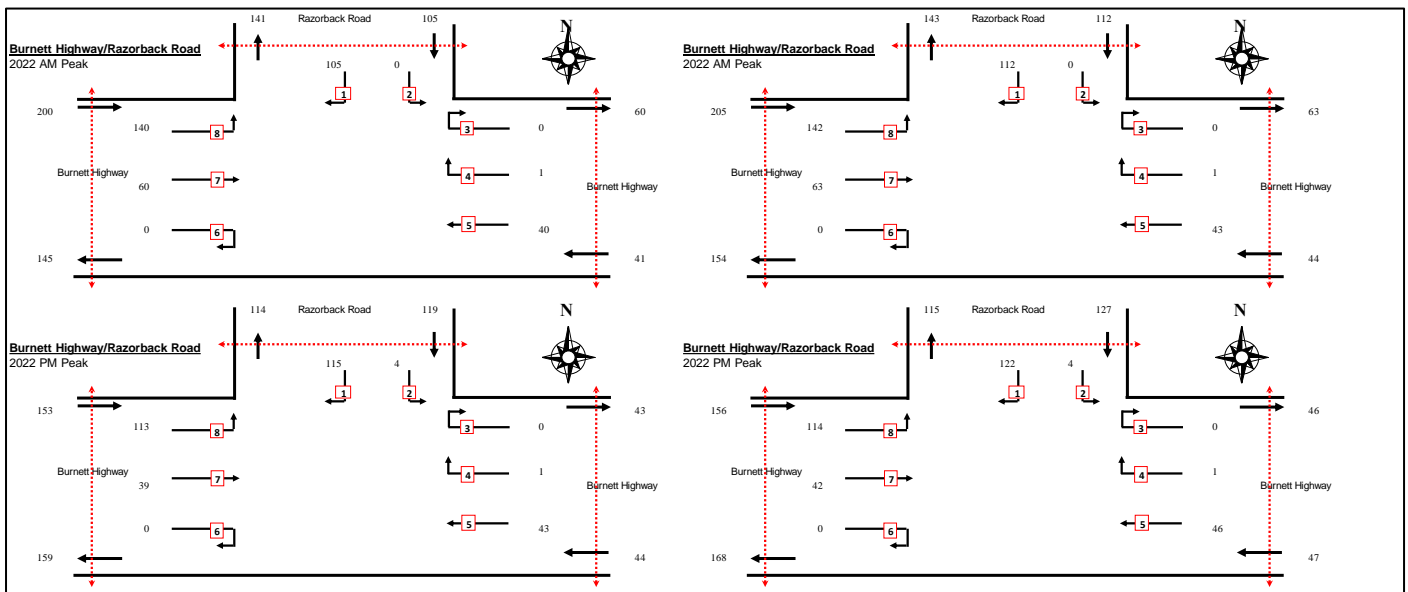 141 Razorback Road 105
N
Burnett Highway/Razorback Road
2022 AM Peak
105 0
1 2
200 60
140 8 3 0
Burnett Highway 7 4 1
60 Burnett Highway
0 6 5 40
145 41
143 Razorback Road 112
N
Burnett Highway/Razorback Road
2022 AM Peak
112 0
1 2
205 63
142 8 3 0
Burnett Highway 7 4 1
63 Burnett Highway
0 6 5 43
154 44
114 Razorback Road 119
N
Burnett Highway/Razorback Road
2022 PM Peak
115 4
1 2
153 43
113 8 3 0
Burnett Highway 7 4 1
39 Burnett Highway
0 6 5 43
159 44
115 Razorback Road 127
N
Burnett Highway/Razorback Road
2022 PM Peak
122 4
1 2
156 46
114 8 3 0
Burnett Highway 7 4 1
42 Burnett Highway
0 6 5 46
168 47